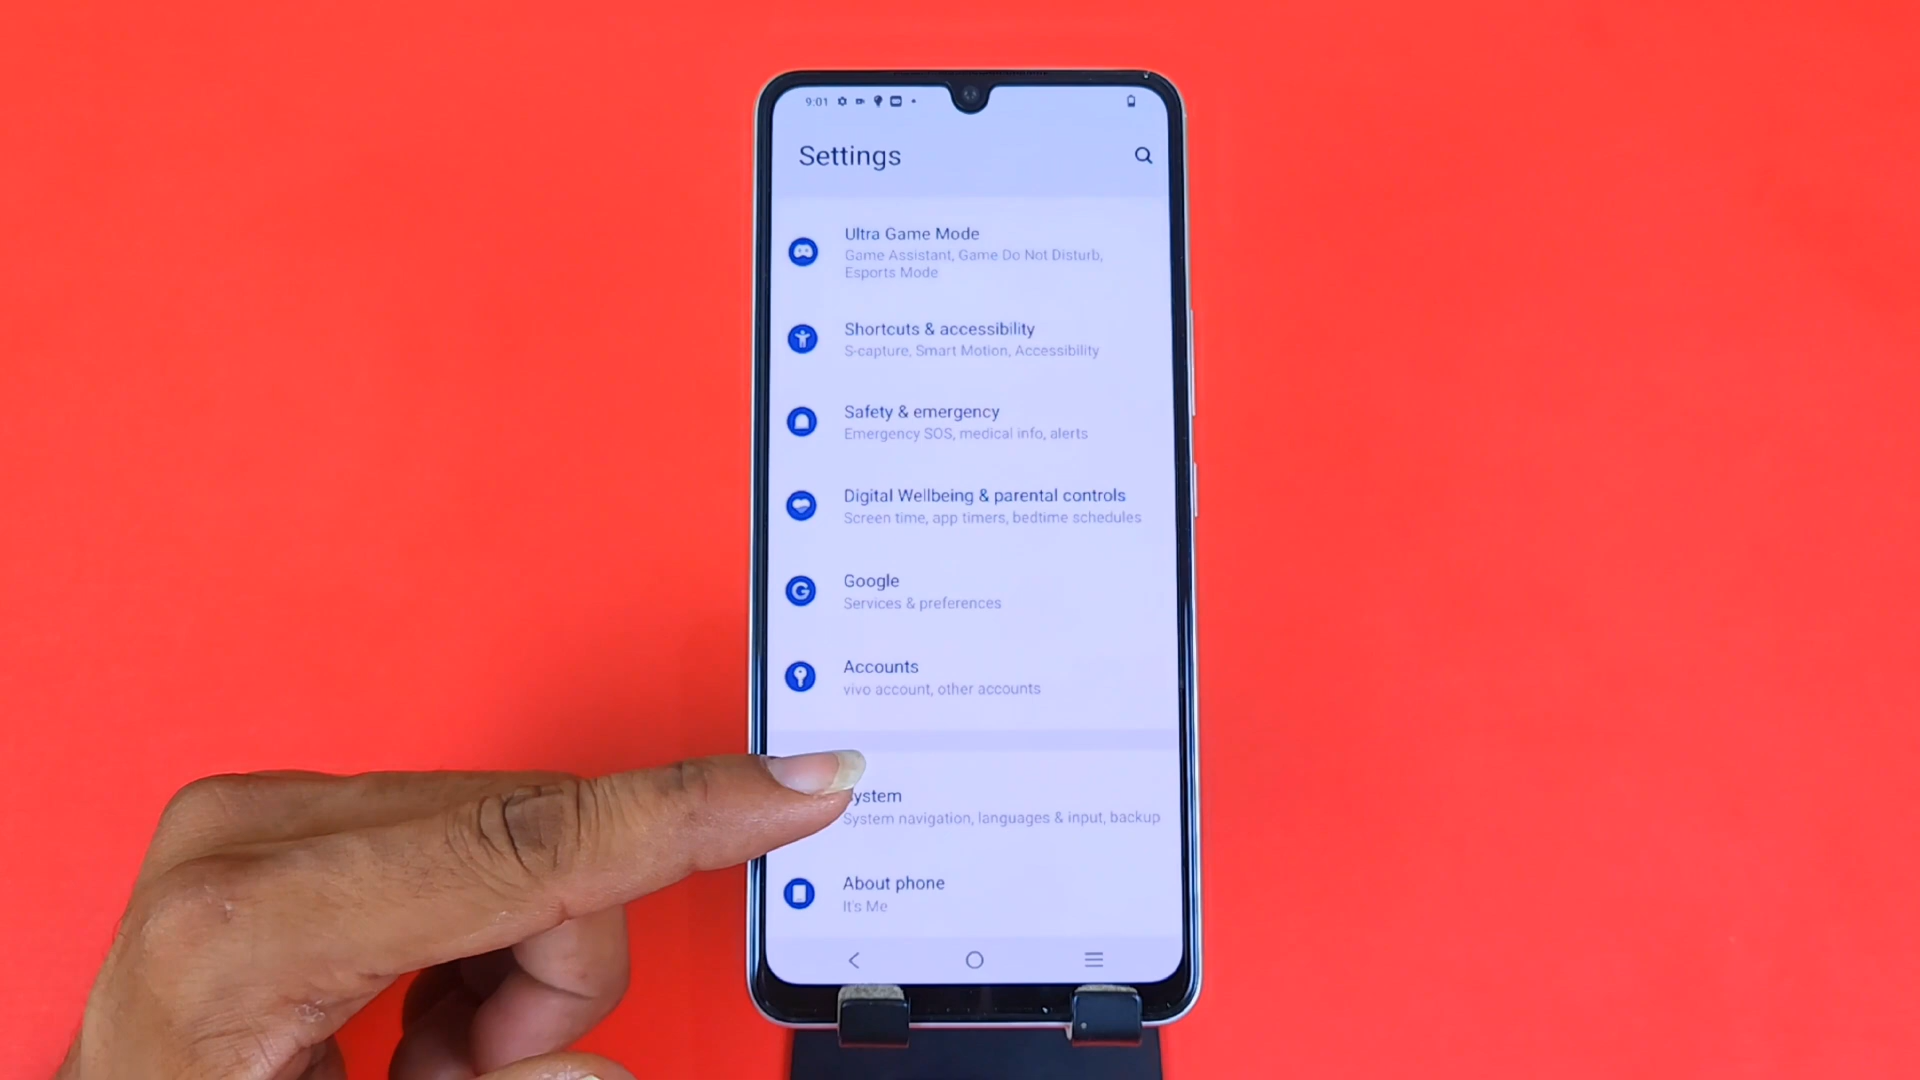 9:01
Settings
Ultra Game Mode
Game Assistant, Game Do Not Disturb,
Esports Mode
Shortcuts & accessibility
S-capture, Smart Motion, Accessibility
Safety & emergency
Emergency SOS, medical info, alerts
Digital Wellbeing & parental controls
Screen time, app timers, bedtime schedules
Google
Services & preferences
Accounts
vivo account, other accounts
ystem
System navigation, languages & input, backup
About phone
It's Me